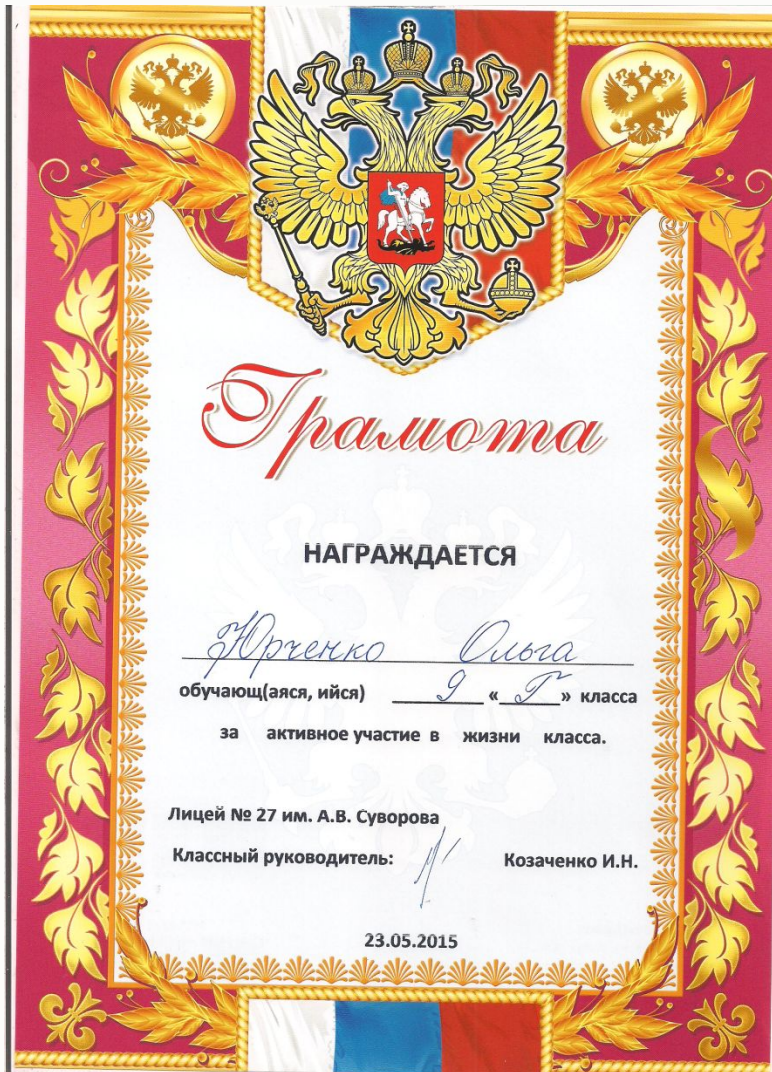 Грамота
НАГРАЖДАЕТСЯ
Юрченко Ольга
обучающ(аяся, ийся) 9 « Г » класса
за активное участие в жизни класса.
Лицей № 27 им. А.В. Суворова
Классный руководитель: Козаченко И.Н.
23.05.2015